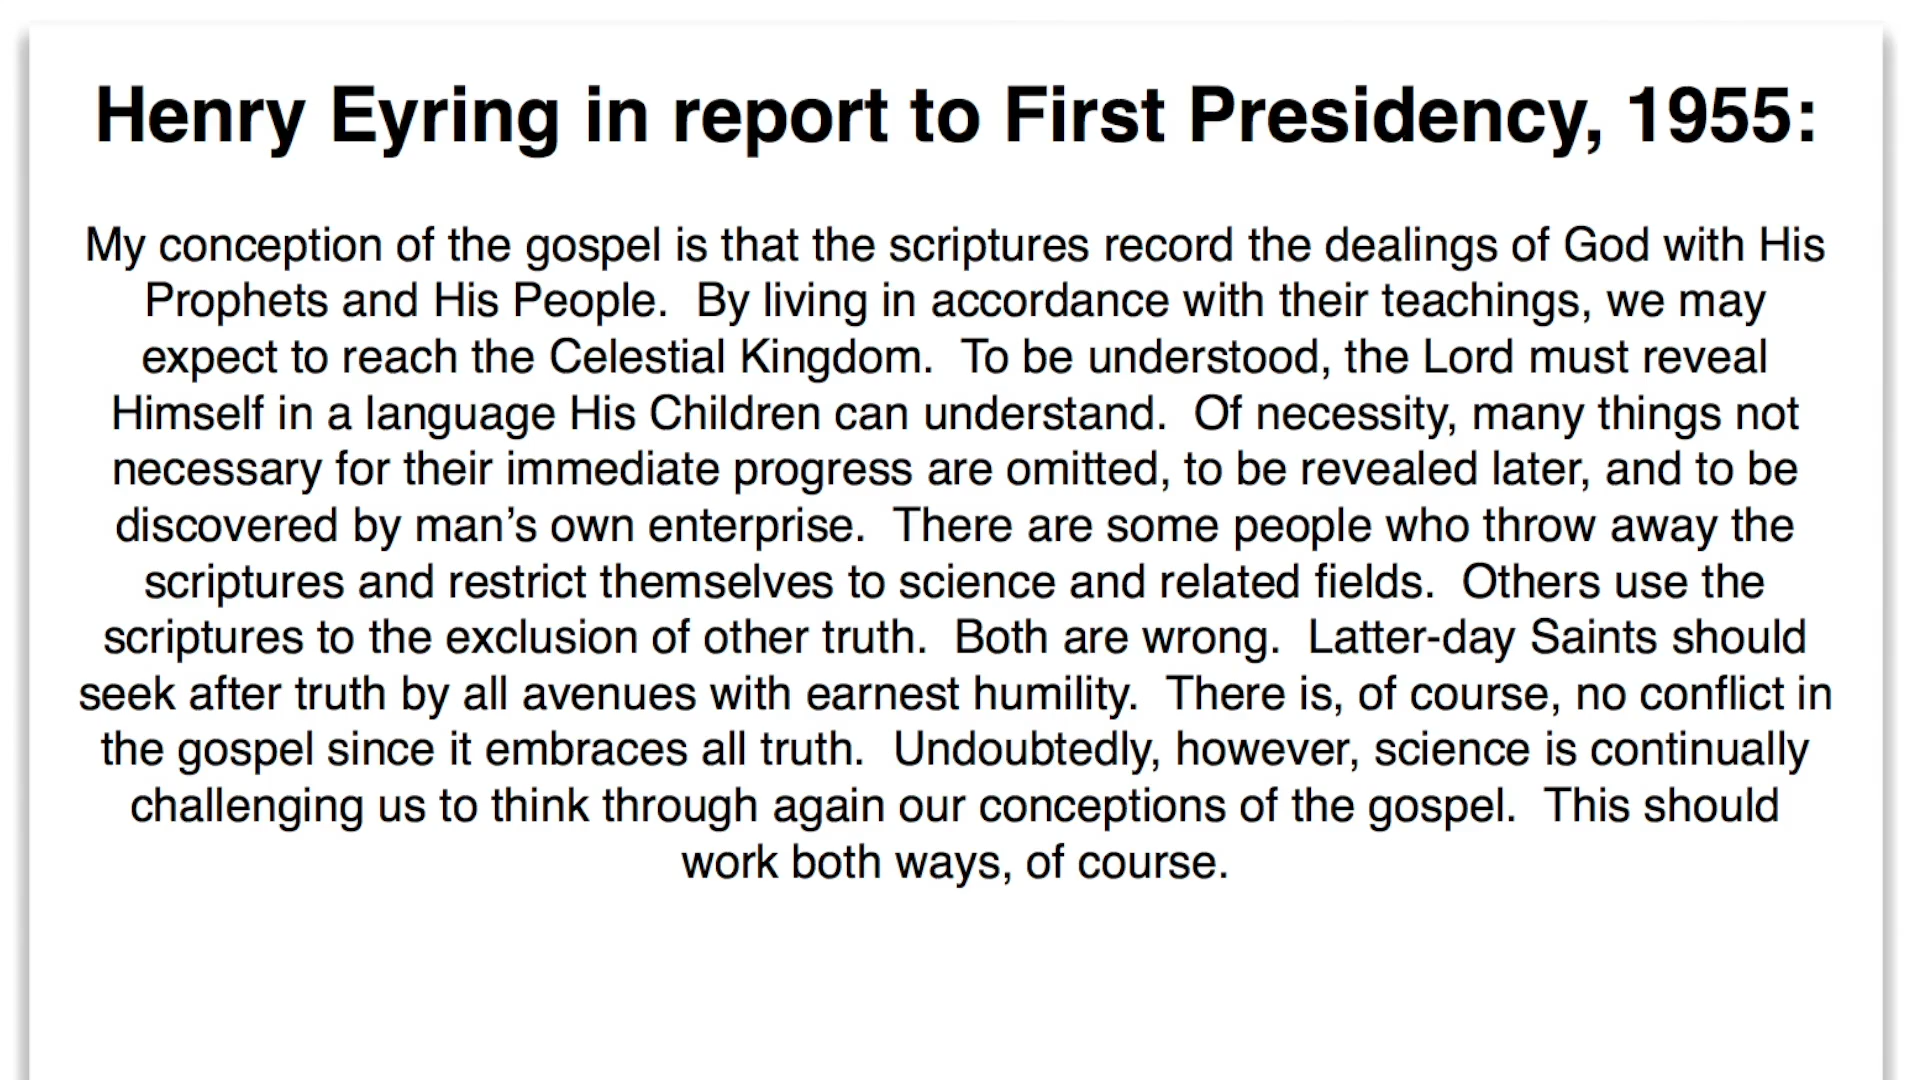 Henry Eyring in report to First Presidency, 1955:
My conception of the gospel is that the scriptures record the dealings of God with His
Prophets and His People.  By living in accordance with their teachings, we may
expect to reach the Celestial Kingdom.  To be understood, the Lord must reveal
Himself in a language His Children can understand.  Of necessity, many things not
necessary for their immediate progress are omitted, to be revealed later, and to be
discovered by man’s own enterprise.  There are some people who throw away the
scriptures and restrict themselves to science and related fields.  Others use the
scriptures to the exclusion of other truth.  Both are wrong.  Latter-day Saints should
seek after truth by all avenues with earnest humility.  There is, of course, no conflict in
the gospel since it embraces all truth.  Undoubtedly, however, science is continually
challenging us to think through again our conceptions of the gospel.  This should
work both ways, of course.